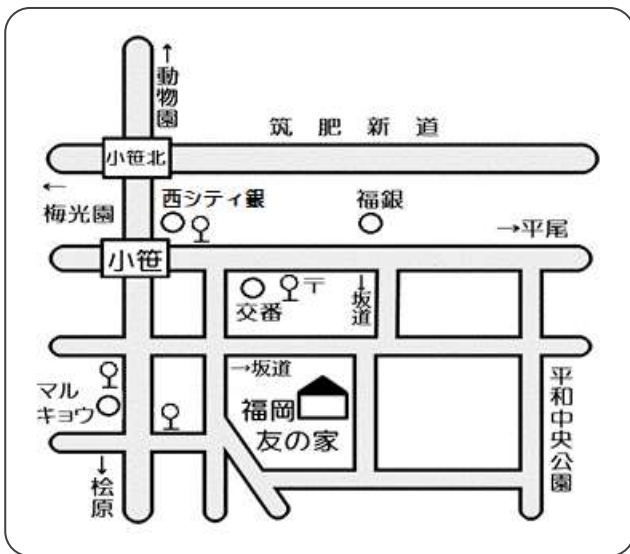 ↑動物園
筑肥新道
小笹北
←
梅光園
西シティ銀
福銀
→平尾
小笹
交番
〒
↓坂道
→坂道
マル
キョウ
福岡
友の家
平和中央公園
↓桧原